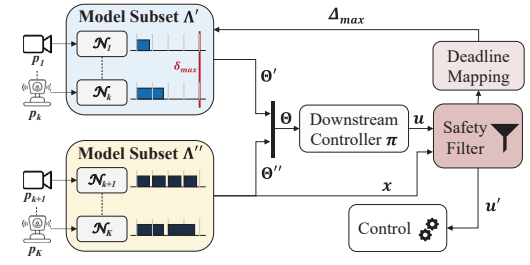 Model Subset Λ′
p1
𝒩1
δmax
pk
𝒩k
Θ′
Δmax
Deadline
Mapping
Θ
Downstream
Controller π
u
Safety
Filter
Θ′′
Model Subset Λ′′
pk+1
𝒩k+1
x
u′
pK
𝒩K
Control